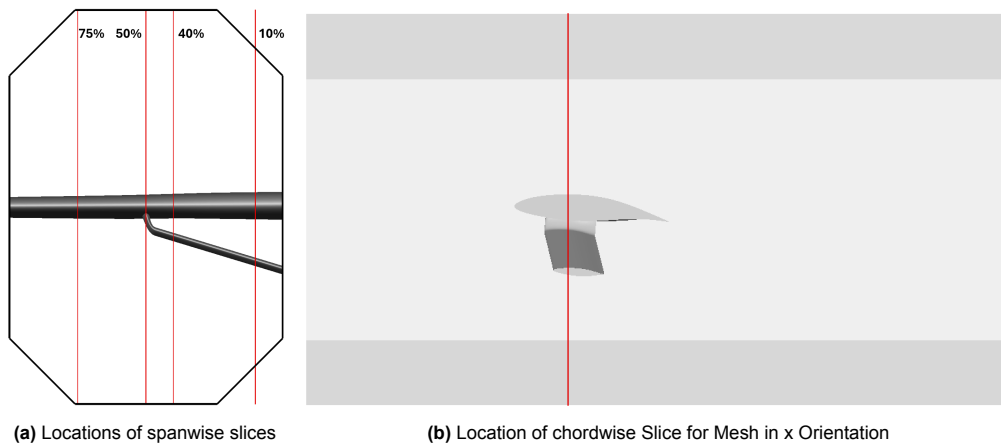 75% 50% 40% 10%
(a) Locations of spanwise slices
(b) Location of chordwise Slice for Mesh in x Orientation